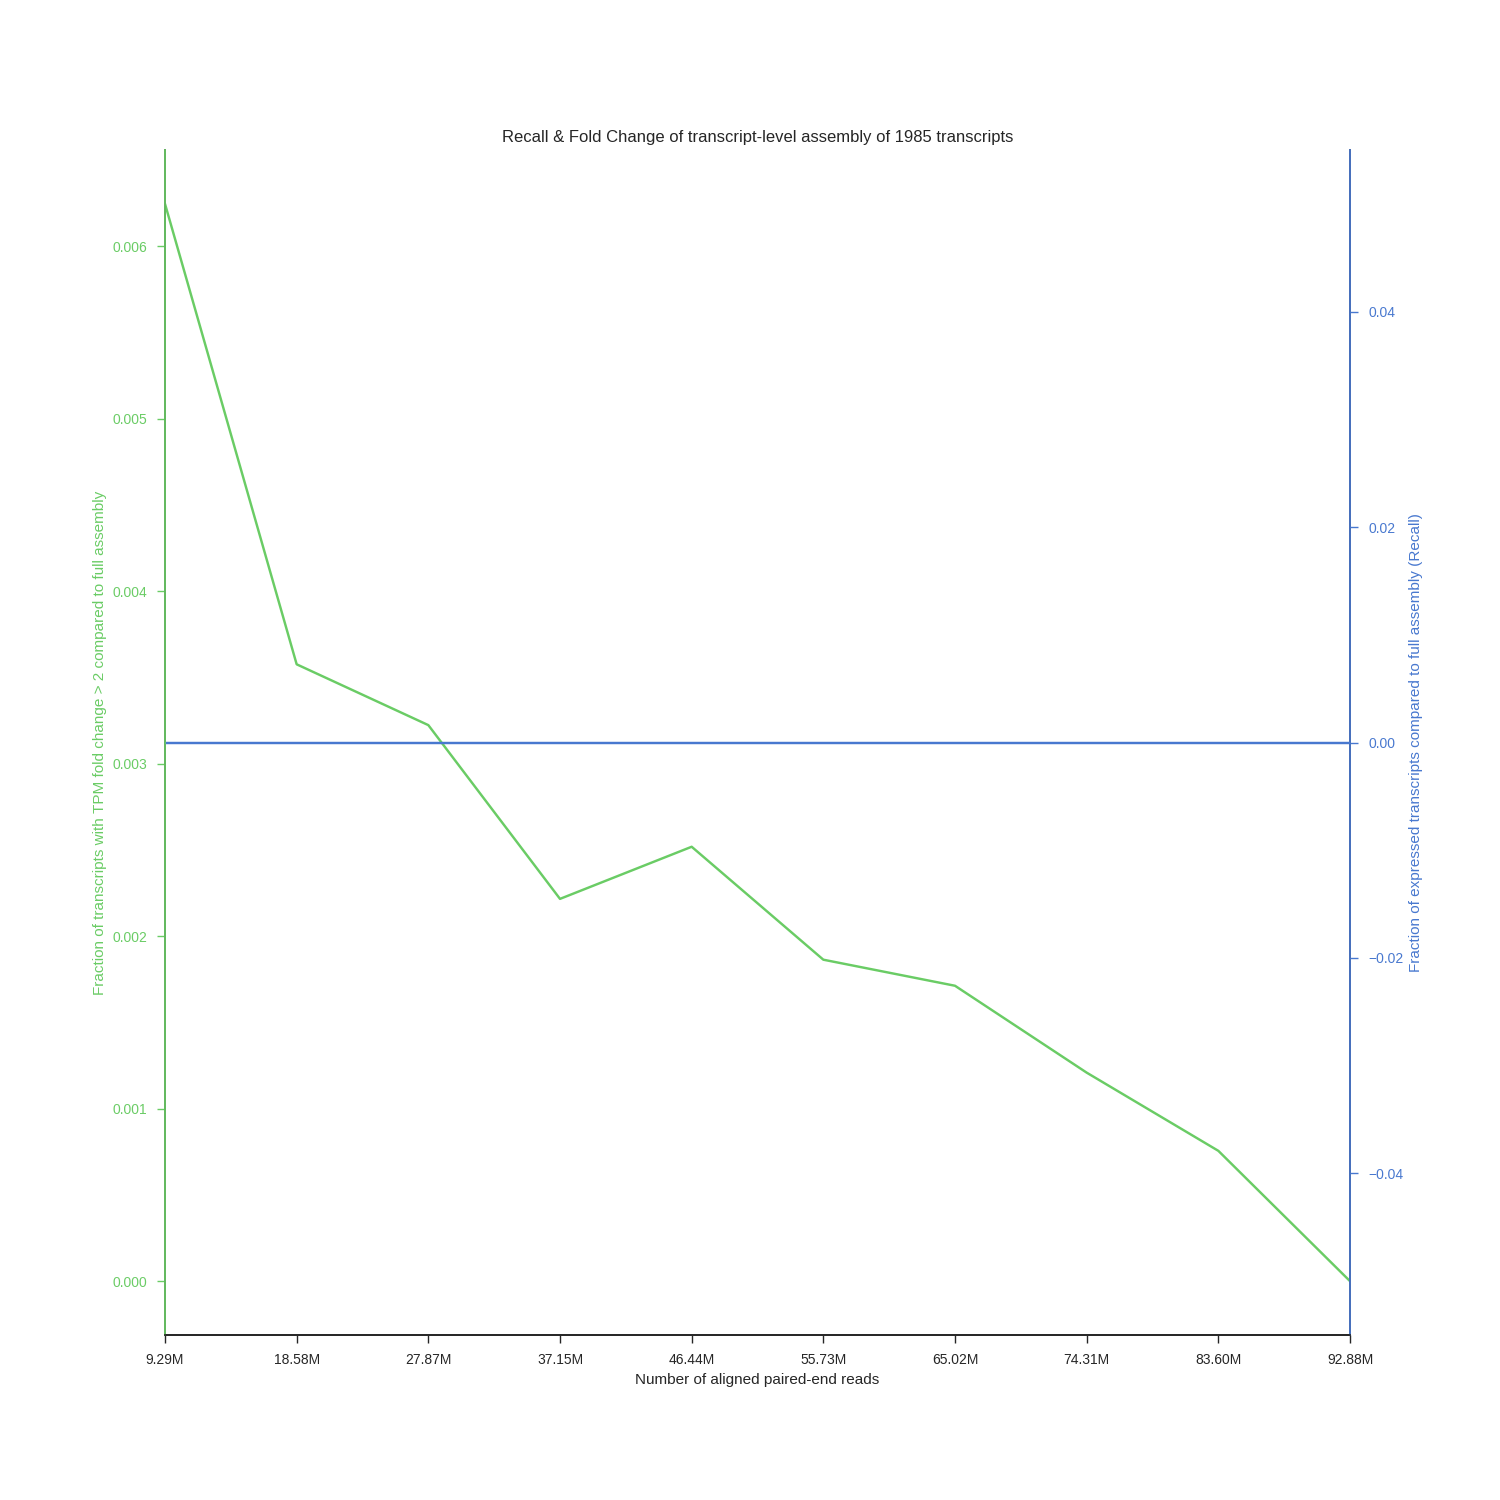 Recall & Fold Change of transcript-level assembly of 1985 transcripts
Fraction of transcripts with TPM fold change > 2 compared to full assembly
0.006
0.005
0.004
0.003
0.002
0.001
0.000
0.04
0.02
0.00
−0.02
−0.04
Fraction of expressed transcripts compared to full assembly (Recall)
9.29M 18.58M 27.87M 37.15M 46.44M 55.73M 65.02M 74.31M 83.60M 92.88M
Number of aligned paired-end reads